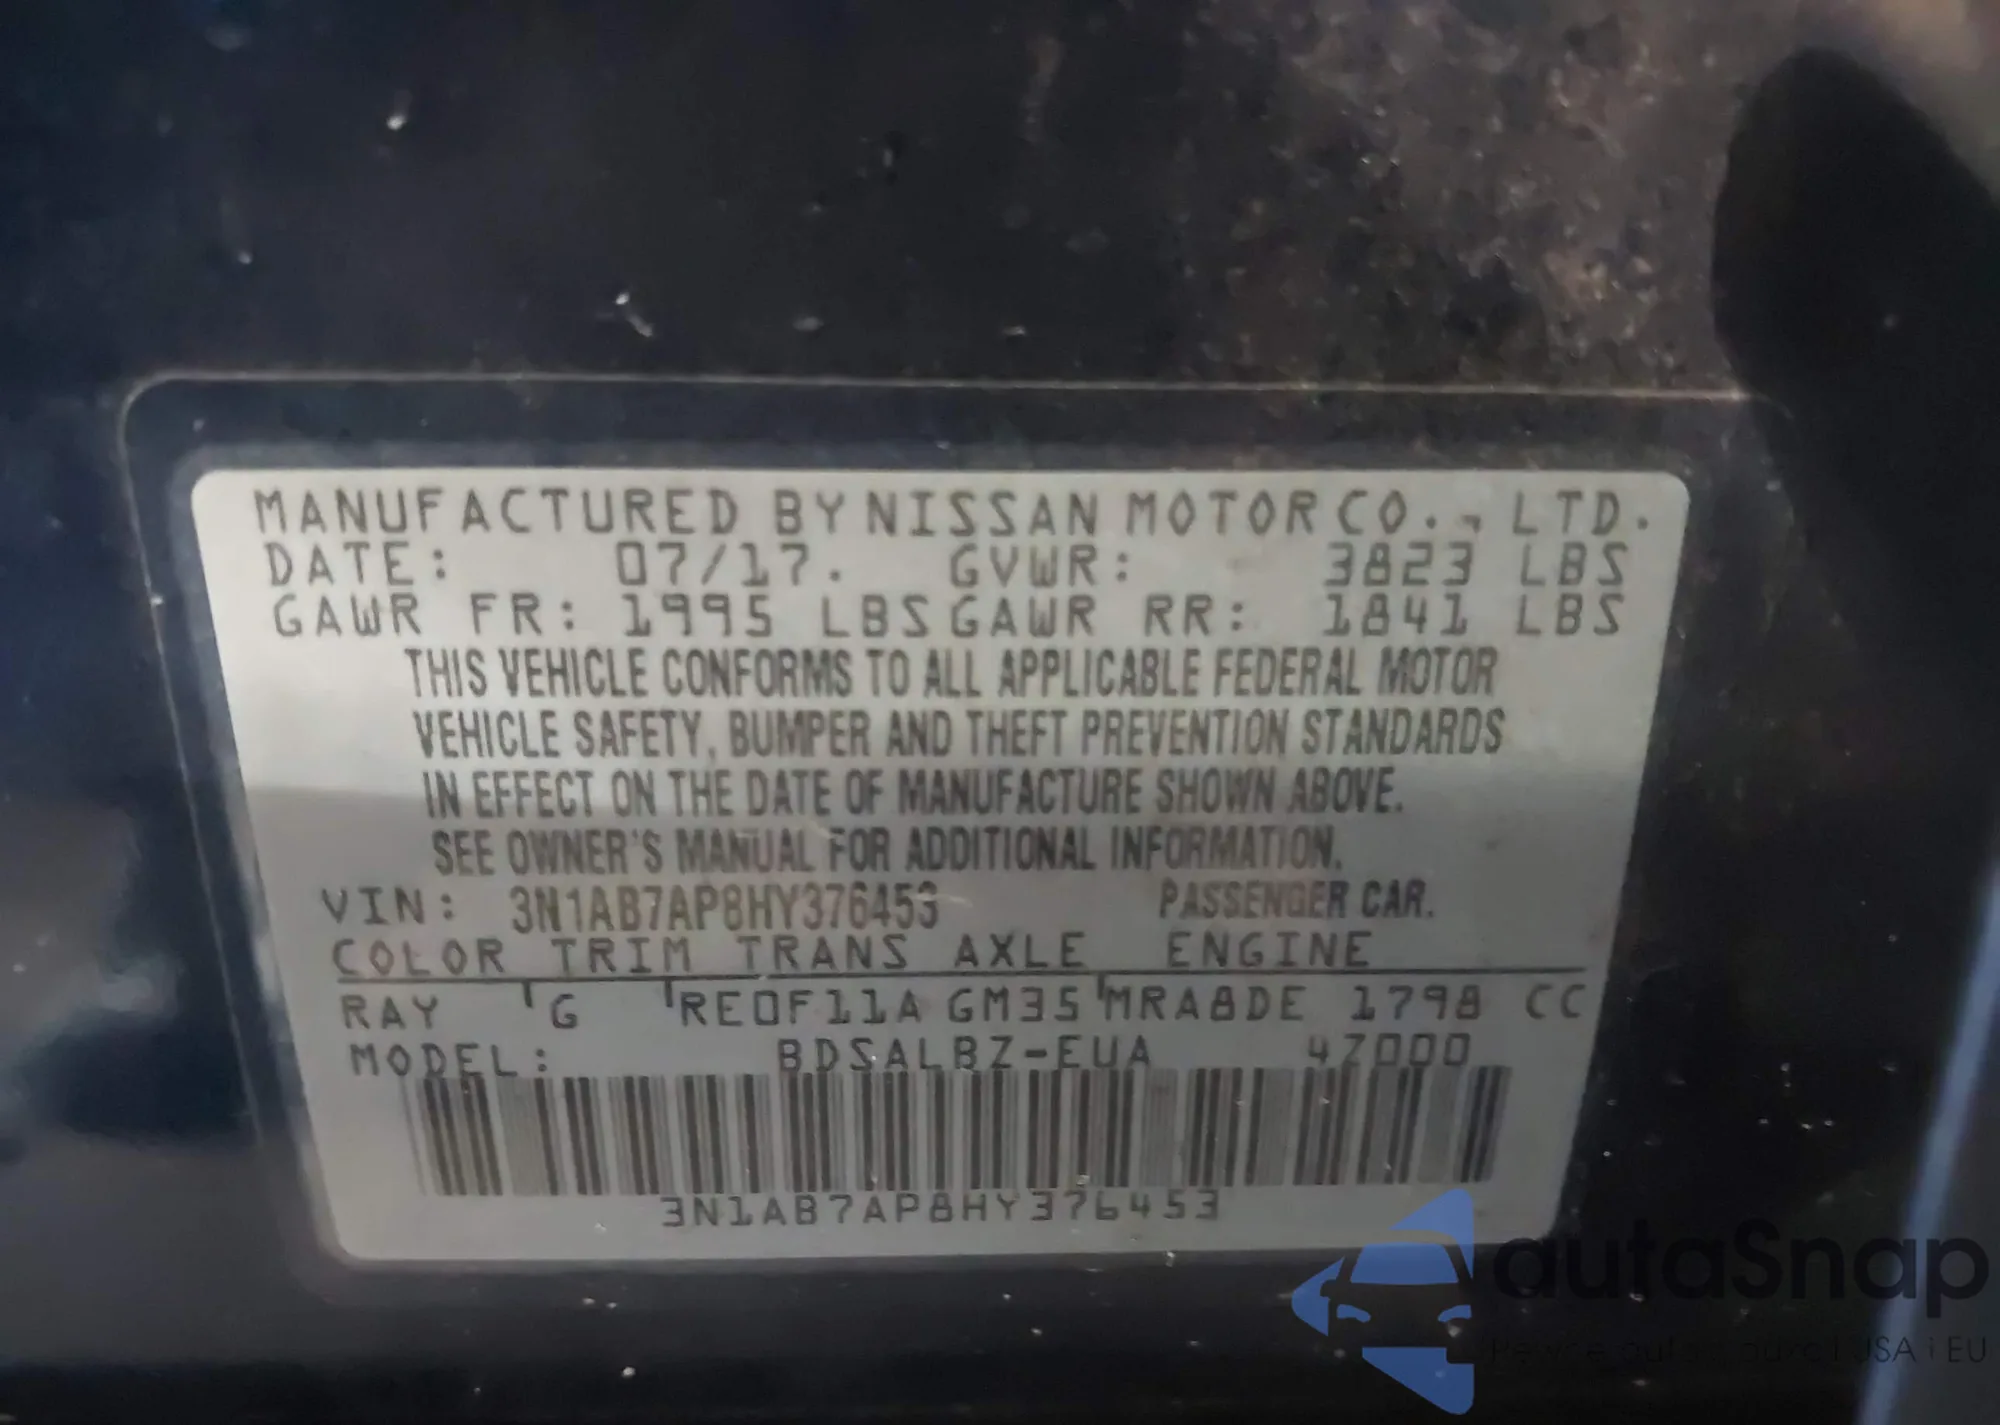 MANUFACTURED BY NISSAN MOTOR CO., LTD.
DATE: 07/17. GVWR: 3823 LBS
GAWR FR: 1995 LBS GAWR RR: 1841 LBS
THIS VEHICLE CONFORMS TO ALL APPLICABLE FEDERAL MOTOR
VEHICLE SAFETY, BUMPER AND THEFT PREVENTION STANDARDS
IN EFFECT ON THE DATE OF MANUFACTURE SHOWN ABOVE.
SEE OWNER'S MANUAL FOR ADDITIONAL INFORMATION.
VIN: 3N1AB7AP8HY376453 PASSENGER CAR.
COLOR TRIM TRANS AXLE ENGINE
RAY G RE0F11A GM35 MRA8DE 1798 CC
MODEL: BDSALBZ-EUA 4Z000
3N1AB7AP8HY376453
autaSnap
USA i EU